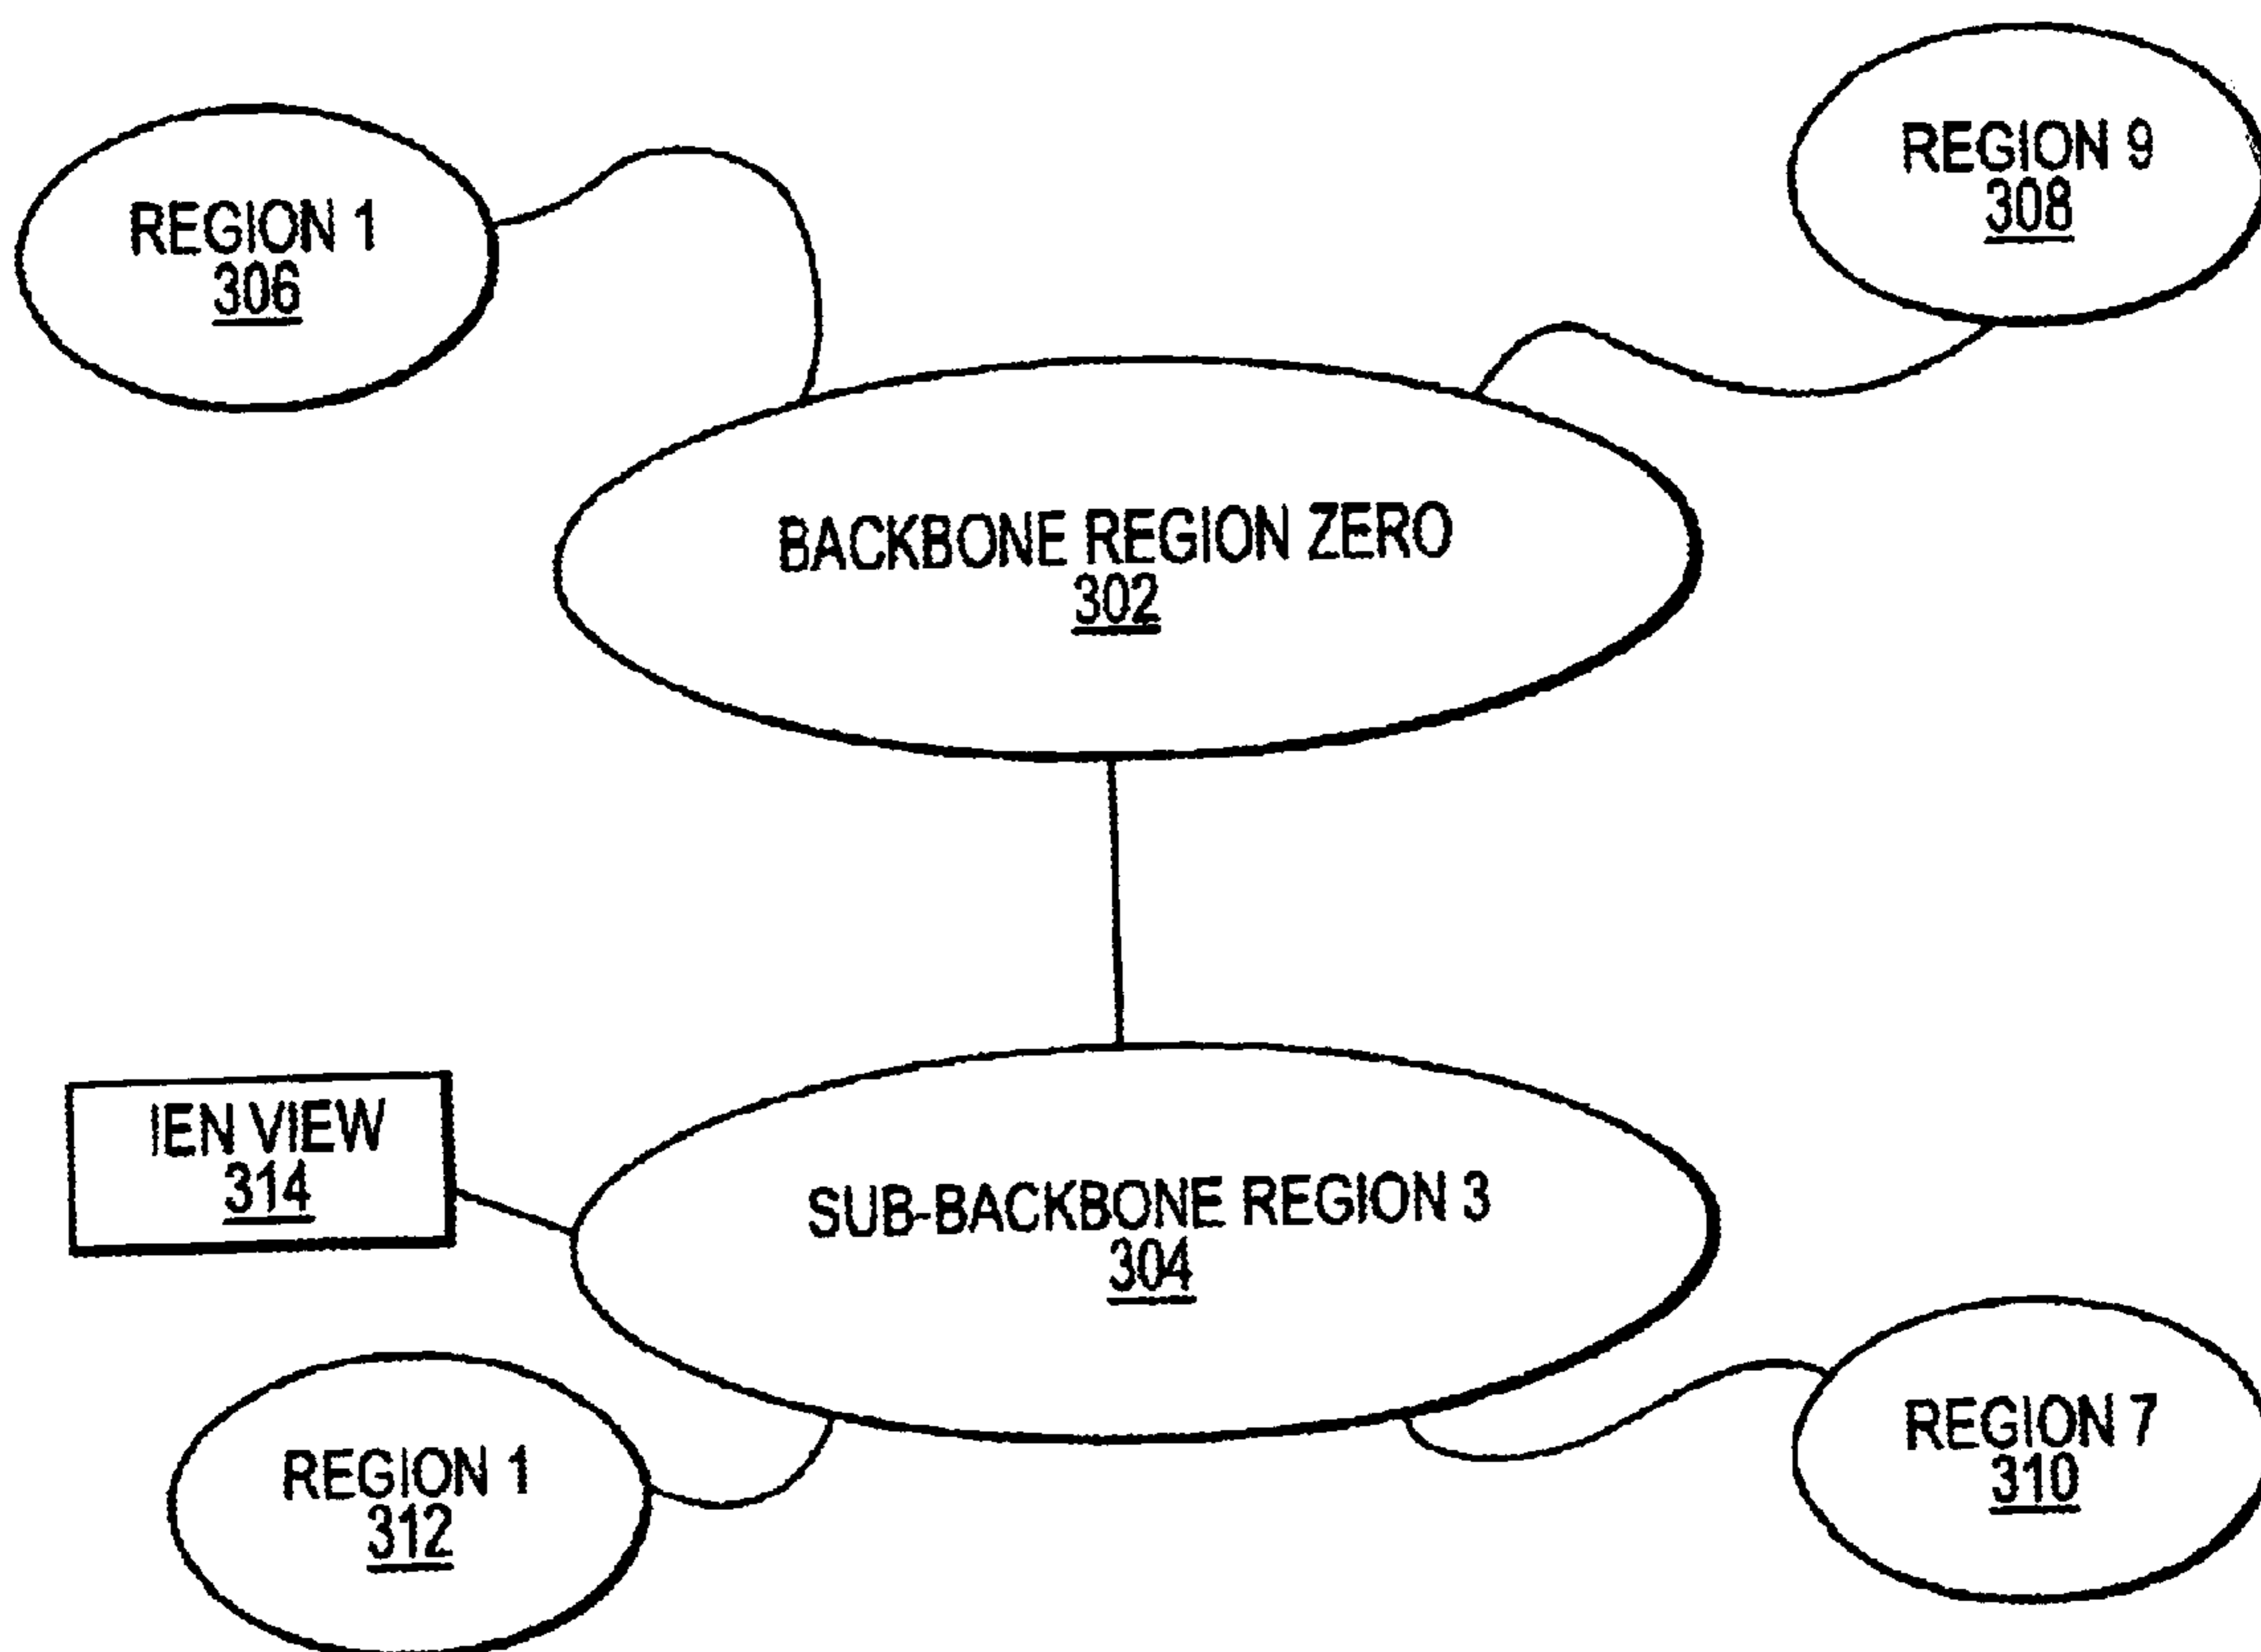 REGION 1
306
REGION 9
308
BACKBONE REGION ZERO
302
IEN VIEW
314
SUB-BACKBONE REGION 3
304
REGION 1
312
REGION 7
310